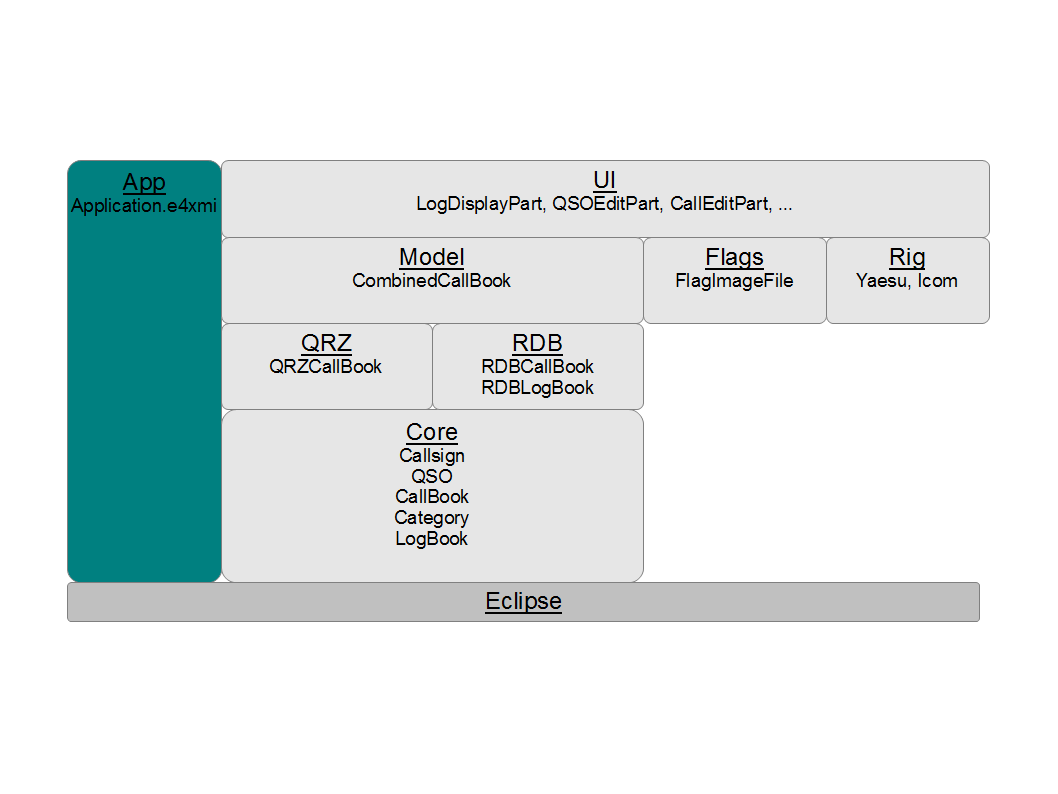 App
Application.e4xmi
UI
LogDisplayPart, QSOEditPart, CallEditPart, ...
Model
CombinedCallBook
Flags
FlagImageFile
Rig
Yaesu, Icom
QRZ
QRZCallBook
RDB
RDBCallBook
RDBLogBook
Core
Callsign
QSO
CallBook
Category
LogBook
Eclipse